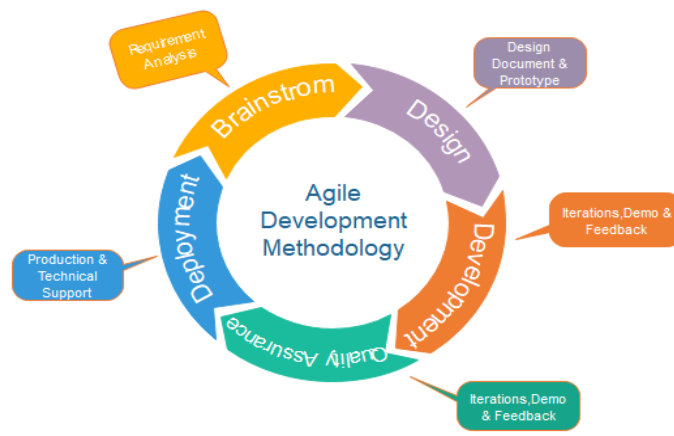 Requirement
Analysis
Brainstrom
Design
Document &
Prototype
Design
Agile
Development
Methodology
Iterations,Demo &
Feedback
Development
Production &
Technical
Support
Deployment
Quality Assurance
Iterations,Demo
& Feedback